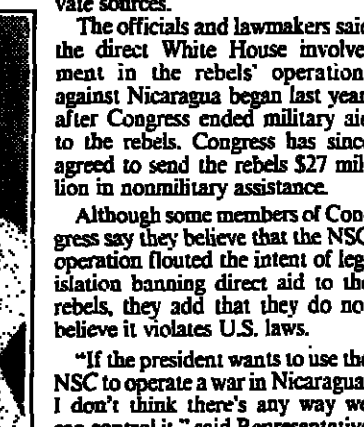 vate sources.
The officials and lawmakers said
the direct White House involve
ment in the rebels' operation
against Nicaragua began last year
after Congress ended military aid
to the rebels. Congress has since
agreed to send the rebels $27 mil
lion in nonmilitary assistance.
Although some members of Con
gress say they believe that the NSC
operation flouted the intent of leg
islation banning direct aid to the
rebels, they add that they do no
believe it violates U.S. laws.
"If the president wants to use the
NSC to operate a war in Nicaragua
I don't think there's any way we
can control it," said Representative